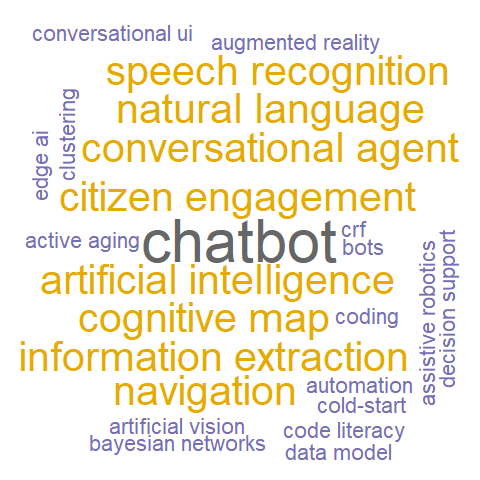 conversational ui
augmented reality
speech recognition
natural language
conversational agent
edge ai
clustering
citizen engagement
chatbot
active aging
crf
bots
artificial intelligence
cognitive map
coding
assistive robotics
decision support
information extraction
navigation
automation
cold-start
artificial vision
code literacy
bayesian networks
data model